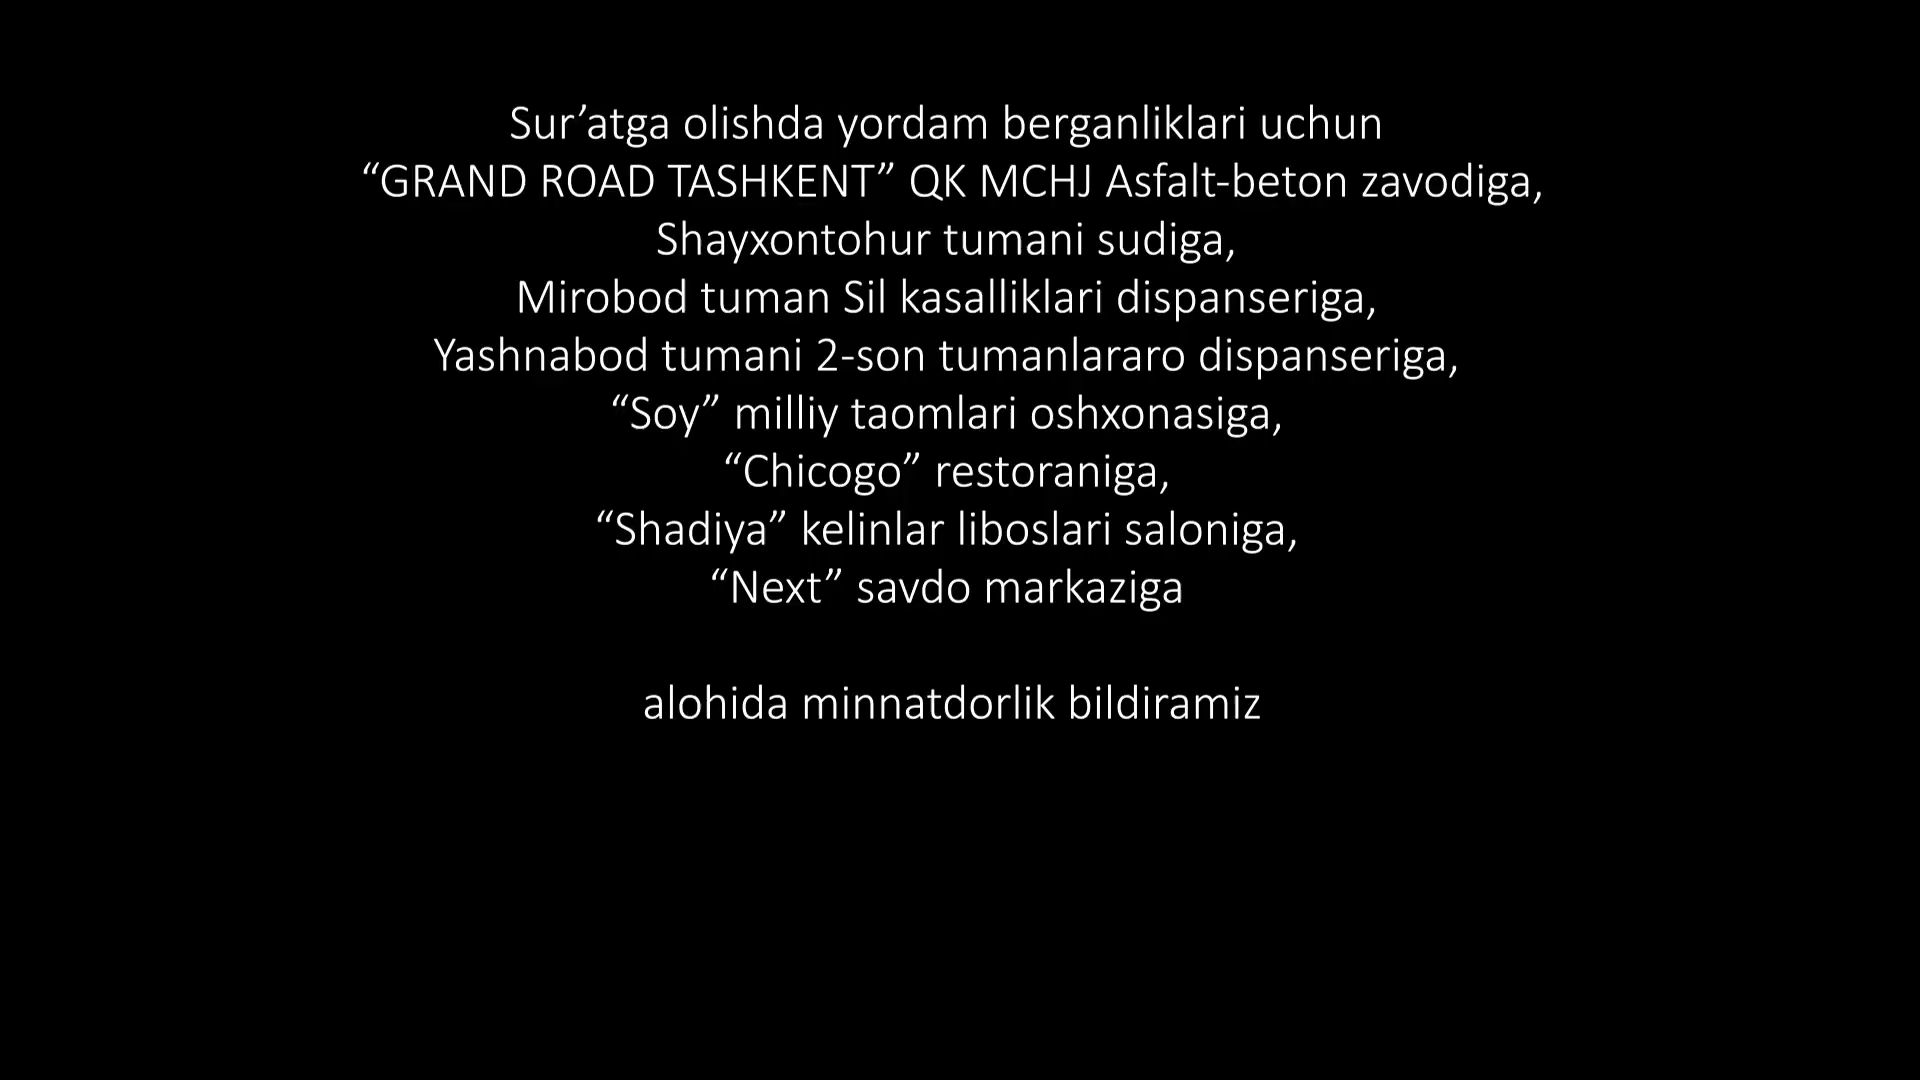 Sur’atga olishda yordam berganliklari uchun
“GRAND ROAD TASHKENT” QK MCHJ Asfalt-beton zavodiga,
Shayxontohur tumani sudiga,
Mirobod tuman Sil kasalliklari dispanseriga,
Yashnabod tumani 2-son tumanlararo dispanseriga,
“Soy” milliy taomlari oshxonasiga,
“Chicogo” restoraniga,
“Shadiya” kelinlar liboslari saloniga,
“Next” savdo markaziga
alohida minnatdorlik bildiramiz